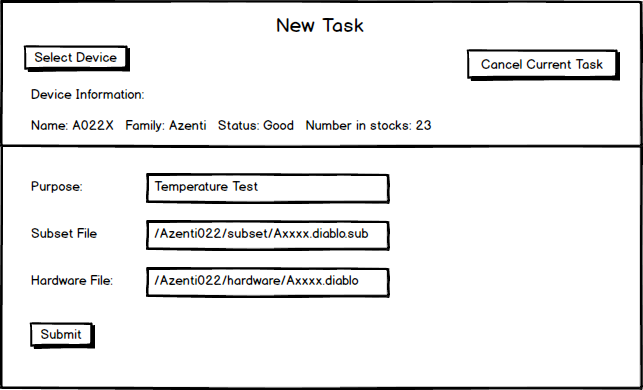 New Task
Select Device
Cancel Current Task
Device Information:
Name: A022X Family: Azenti Status: Good Number in stocks: 23
Purpose: Temperature Test
Subset File /Azenti022/subset/Axxxx.diablo.sub
Hardware File: /Azenti022/hardware/Axxxx.diablo
Submit